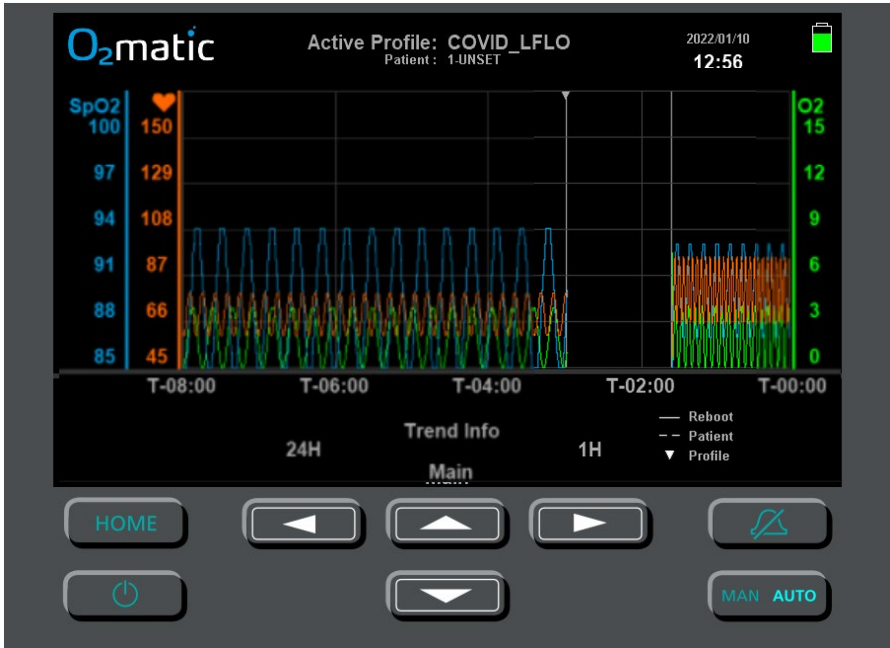 O2matic
Active Profile: COVID_LFLO
Patient : 1-UNSET
2022/01/10
12:56
SpO2 O2
100 150 15
97 129 12
94 108 9
91 87 6
88 66 3
85 45 0
T-08:00 T-06:00 T-04:00 T-02:00 T-00:00
Reboot
Trend Info
Patient
24H 1H
Profile
Main
HOME
MAN AUTO